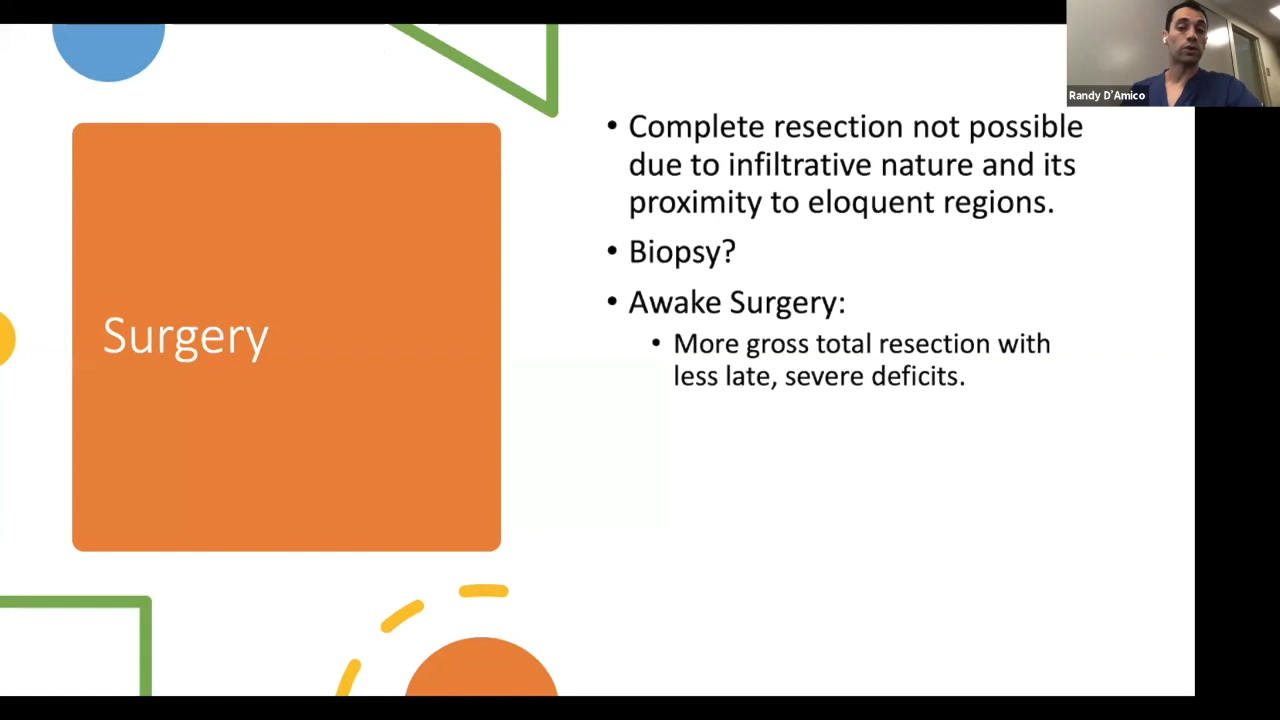 Randy D'Amico
Surgery
• Complete resection not possible
due to infiltrative nature and its
proximity to eloquent regions.
• Biopsy?
• Awake Surgery:
• More gross total resection with
less late, severe deficits.